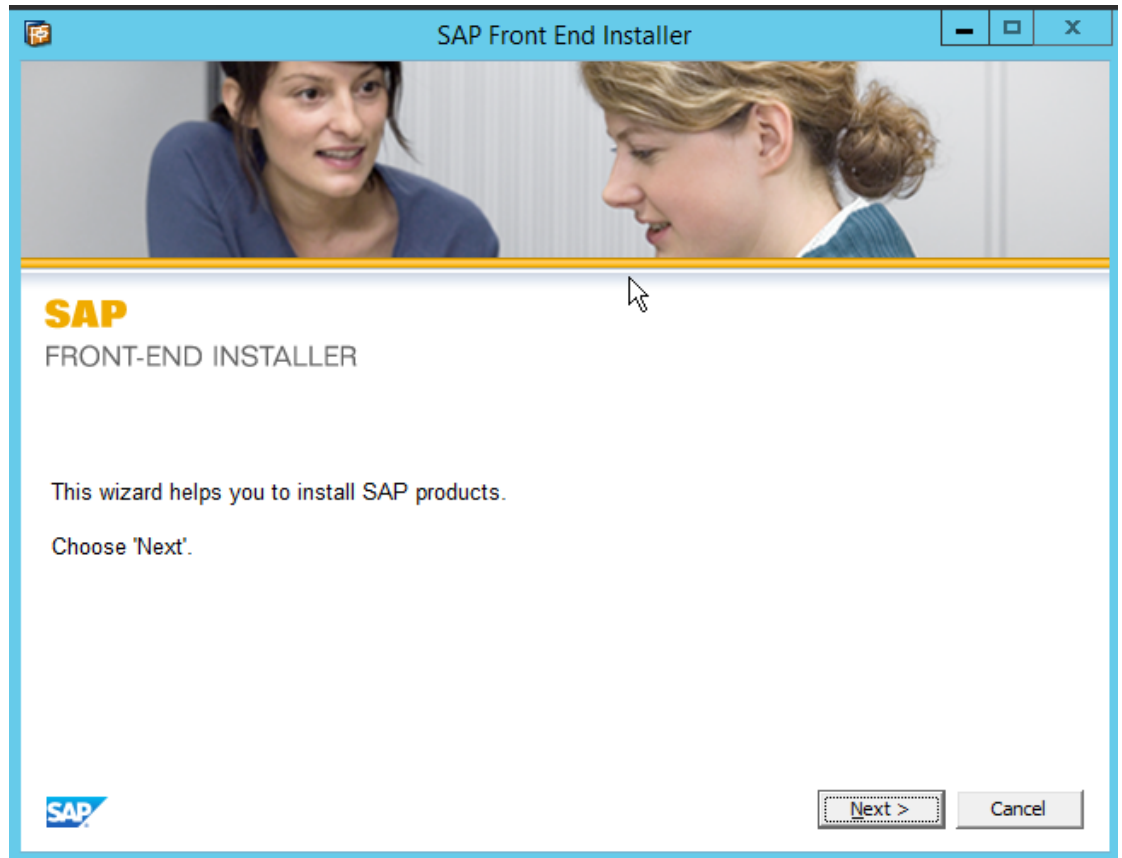 SAP Front End Installer
SAP
FRONT-END INSTALLER
This wizard helps you to install SAP products.
Choose 'Next'.
SAP
Next >
Cancel